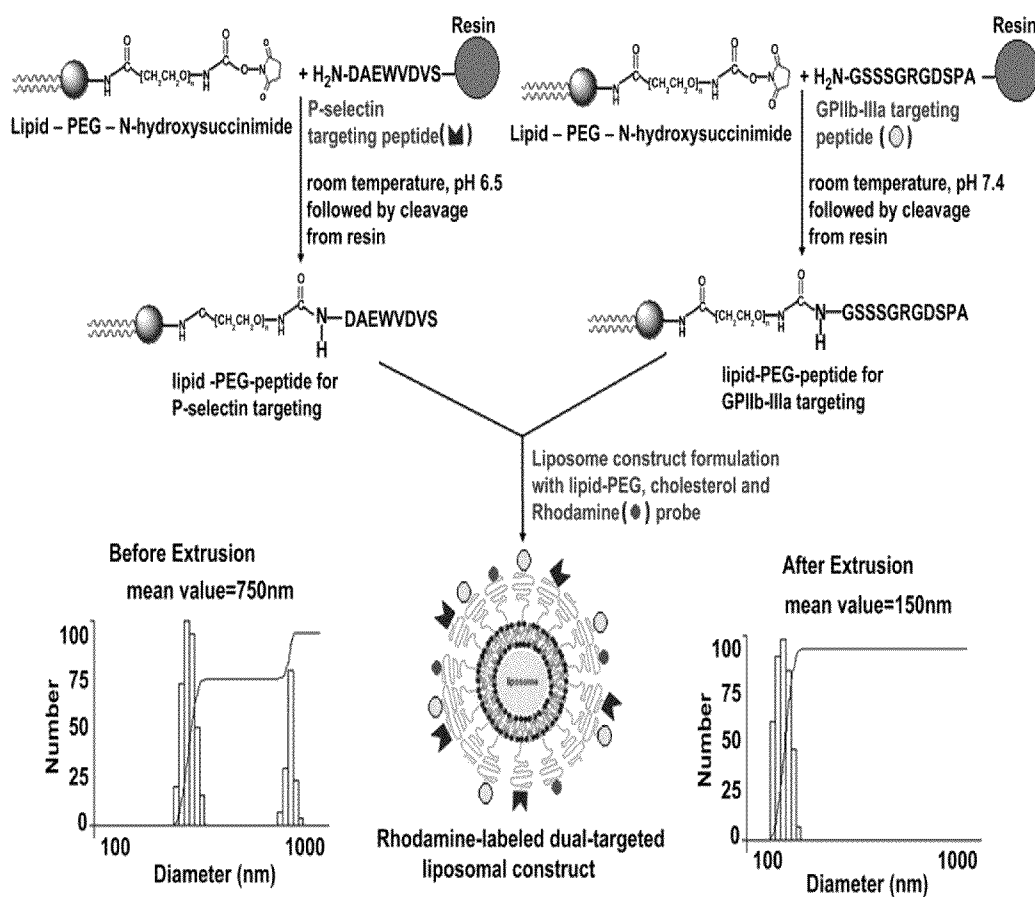 Resin
Resin
O
[CH₂CH₂O]n
N
H
N
H
O
O
N
O
O
+ H₂N-DAEWVDVS
O
[CH₂CH₂O]n
N
H
N
H
O
O
N
O
O
+ H₂N-GSSSGRGDSPA
Lipid – PEG – N-hydroxysuccinimide
P-selectin
targeting peptide( )
Lipid – PEG – N-hydroxysuccinimide
GPIIb-IIIa targeting
peptide ( )
room temperature, pH 6.5
followed by cleavage
from resin
room temperature, pH 7.4
followed by cleavage
from resin
N
H
C
[CH₂CH₂O]n
N
H
O
C
N
H
DAEWVDVS
N
H
O
C
[CH₂CH₂O]n
N
H
O
C
N
H
GSSSGRGDSPA
lipid -PEG-peptide for
P-selectin targeting
lipid-PEG-peptide for
GPIIb-IIIa targeting
Liposome construct formulation
with lipid-PEG, cholesterol and
Rhodamine( ) probe
Before Extrusion
mean value=750nm
100
75
50
25
0
Number
100
1000
Diameter (nm)
liposome
Rhodamine-labeled dual-targeted
liposomal construct
After Extrusion
mean value=150nm
100
75
50
25
0
Number
100
1000
Diameter (nm)